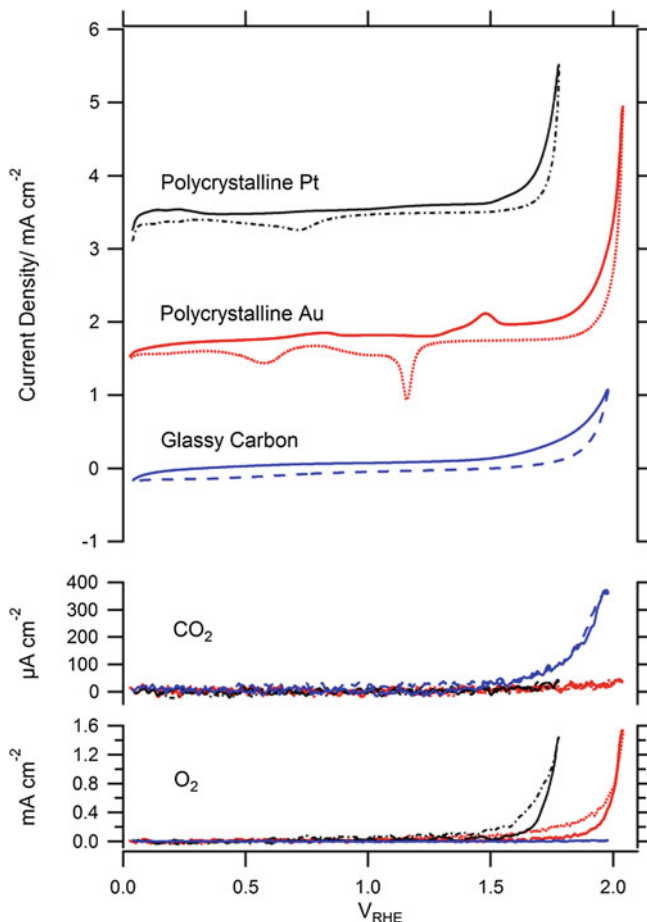 6
5
4
3
2
1
0
-1
Current Density/ mA cm⁻²
Polycrystalline Pt
Polycrystalline Au
Glassy Carbon
400
300
200
100
0
µA cm⁻²
CO₂
1.6
1.2
0.8
0.4
0.0
mA cm⁻²
O₂
0.0 0.5 1.0 1.5 2.0
V_RHE